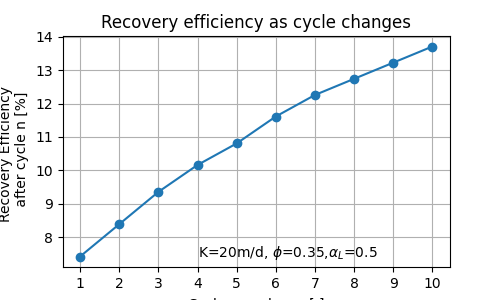 Recovery efficiency as cycle changes
14
13
12
11
10
9
8
Recovery Efficiency
after cycle n [%]
K=20m/d, ϕ=0.35,α_L=0.5
1 2 3 4 5 6 7 8 9 10